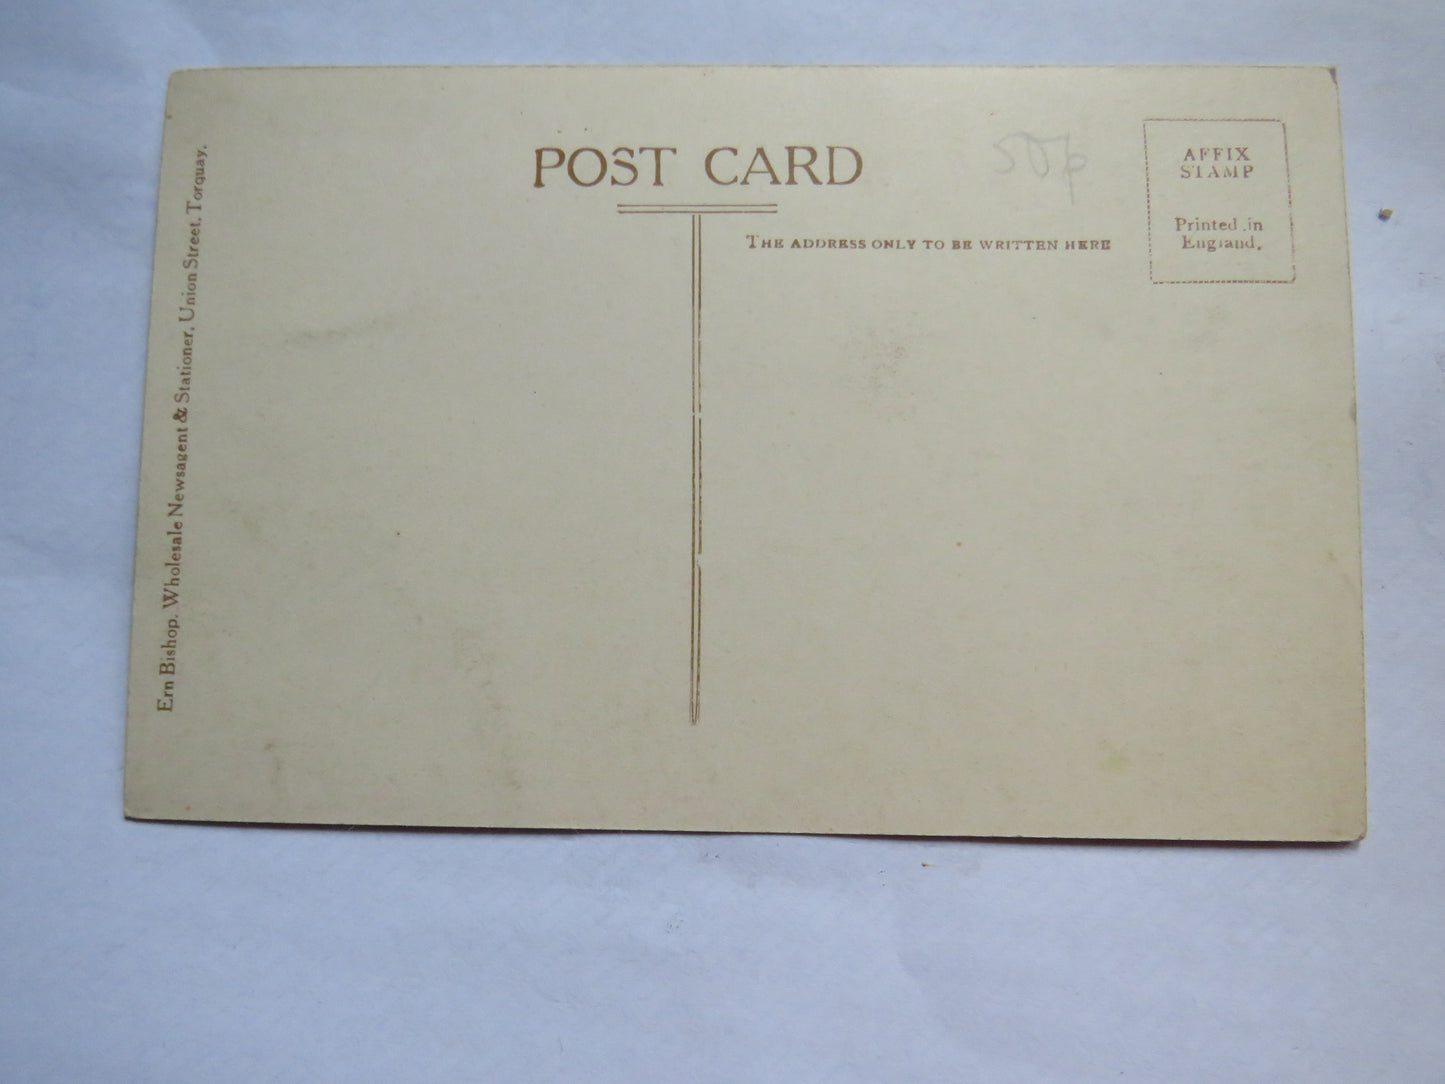 POST CARD
50p
AFFIX
STAMP
Printed in
England.
THE ADDRESS ONLY TO BE WRITTEN HERE
Ern Bishop. Wholesale Newsagent & Stationer, Union Street. Torquay.